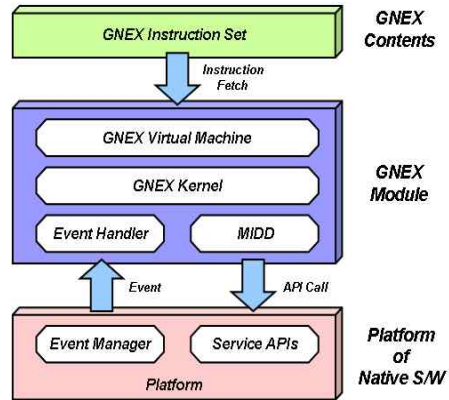 GNEX Instruction Set
GNEX
Contents
Instruction
Fetch
GNEX Virtual Machine
GNEX Kernel
Event Handler
MIDD
GNEX
Module
Event
API Call
Event Manager
Service APIs
Platform
Platform
of
Native S/W